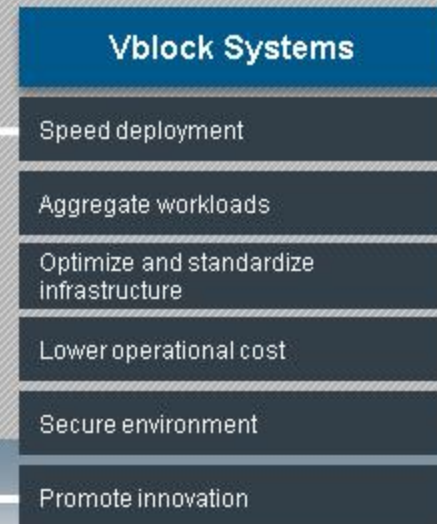 Vblock Systems
Speed deployment
Aggregate workloads
Optimize and standardize
infrastructure
Lower operational cost
Secure environment
Promote innovation